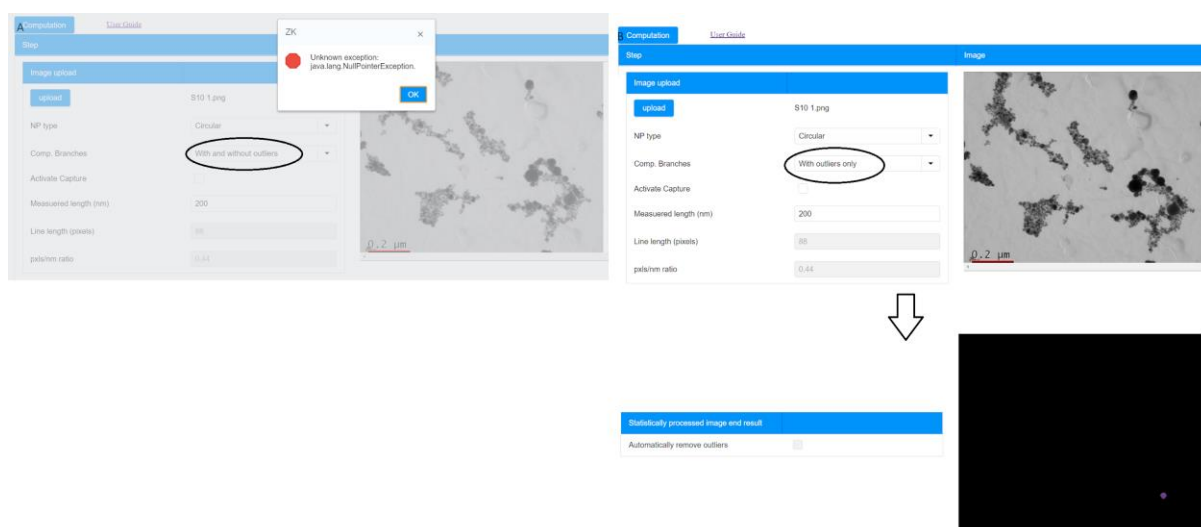 A Computation User Guide
Step
Image upload
upload S10 1.png
NP type Circular
Comp. Branches With and without outliers
Activate Capture
Measuered length (nm) 200
Line length (pixels) 88
pxls/nm ratio 0.44
ZK ×
Unknown exception:
java.lang.NullPointerException.
OK
0.2 µm
B Computation User Guide
Step Image
Image upload
upload S10 1.png
NP type Circular
Comp. Branches With outliers only
Activate Capture
Measuered length (nm) 200
Line length (pixels) 88
pxls/nm ratio 0.44
0.2 µm
Statistically processed image end result
Automatically remove outliers